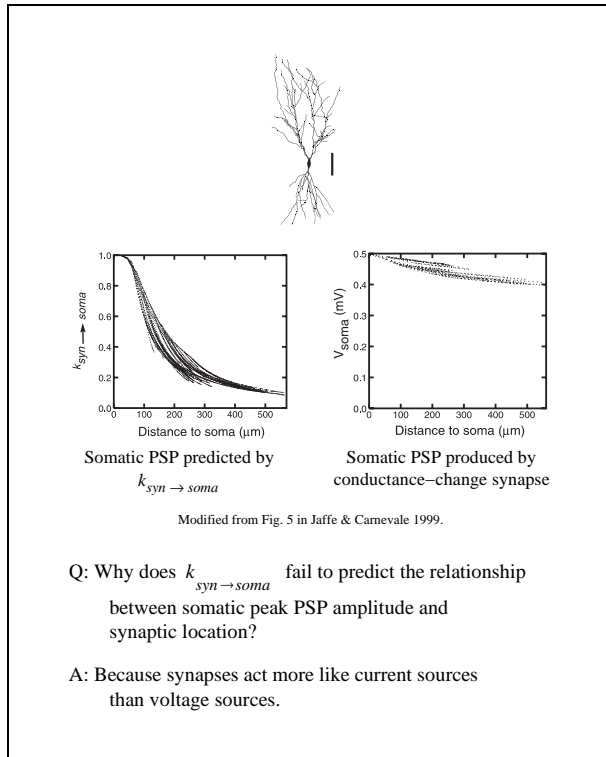 1.0
0.8
0.6
0.4
0.2
0.0
0 100 200 300 400 500
k syn → soma
Distance to soma (μm)
0.5
0.4
0.3
0.2
0.1
0.0
0 100 200 300 400 500
Vsoma (mV)
Distance to soma (μm)
Somatic PSP predicted by
k syn → soma
Somatic PSP produced by
conductance−change synapse
Modified from Fig. 5 in Jaffe & Carnevale 1999.
Q: Why does k syn→soma fail to predict the relationship
between somatic peak PSP amplitude and
synaptic location?
A: Because synapses act more like current sources
than voltage sources.